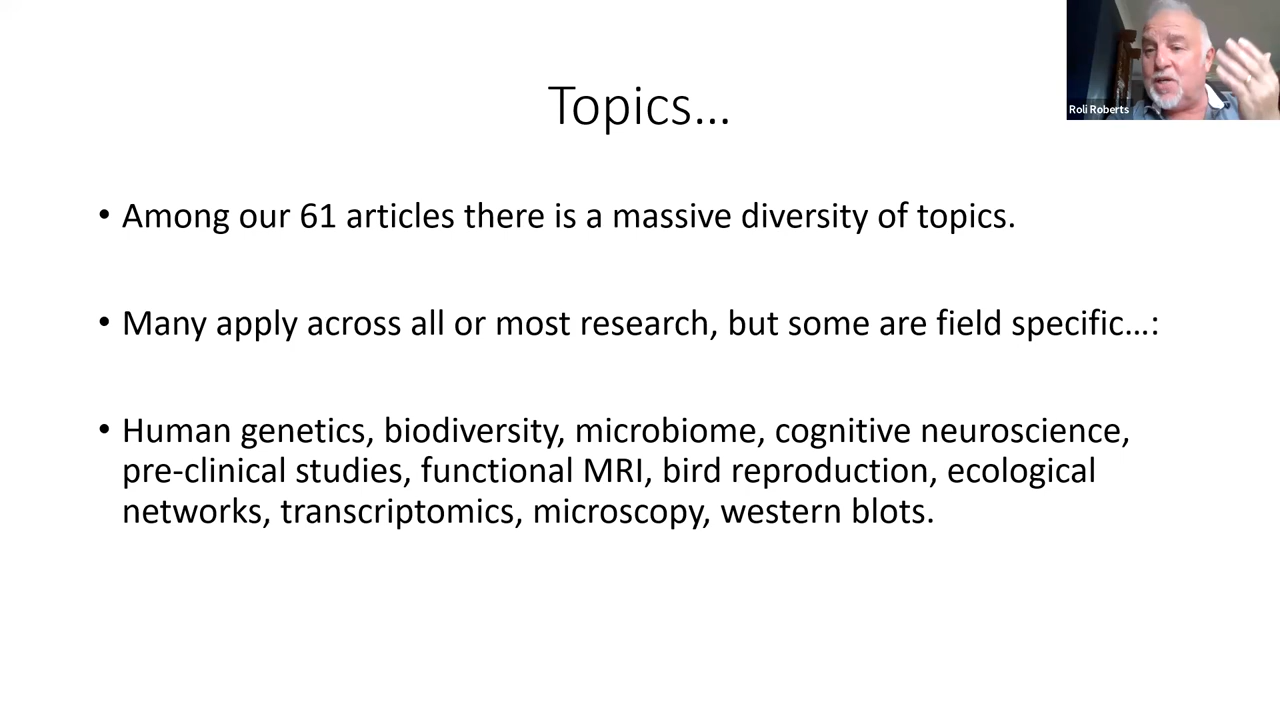 Topics…
Roli Roberts
• Among our 61 articles there is a massive diversity of topics.
• Many apply across all or most research, but some are field specific…:
• Human genetics, biodiversity, microbiome, cognitive neuroscience,
pre-clinical studies, functional MRI, bird reproduction, ecological
networks, transcriptomics, microscopy, western blots.